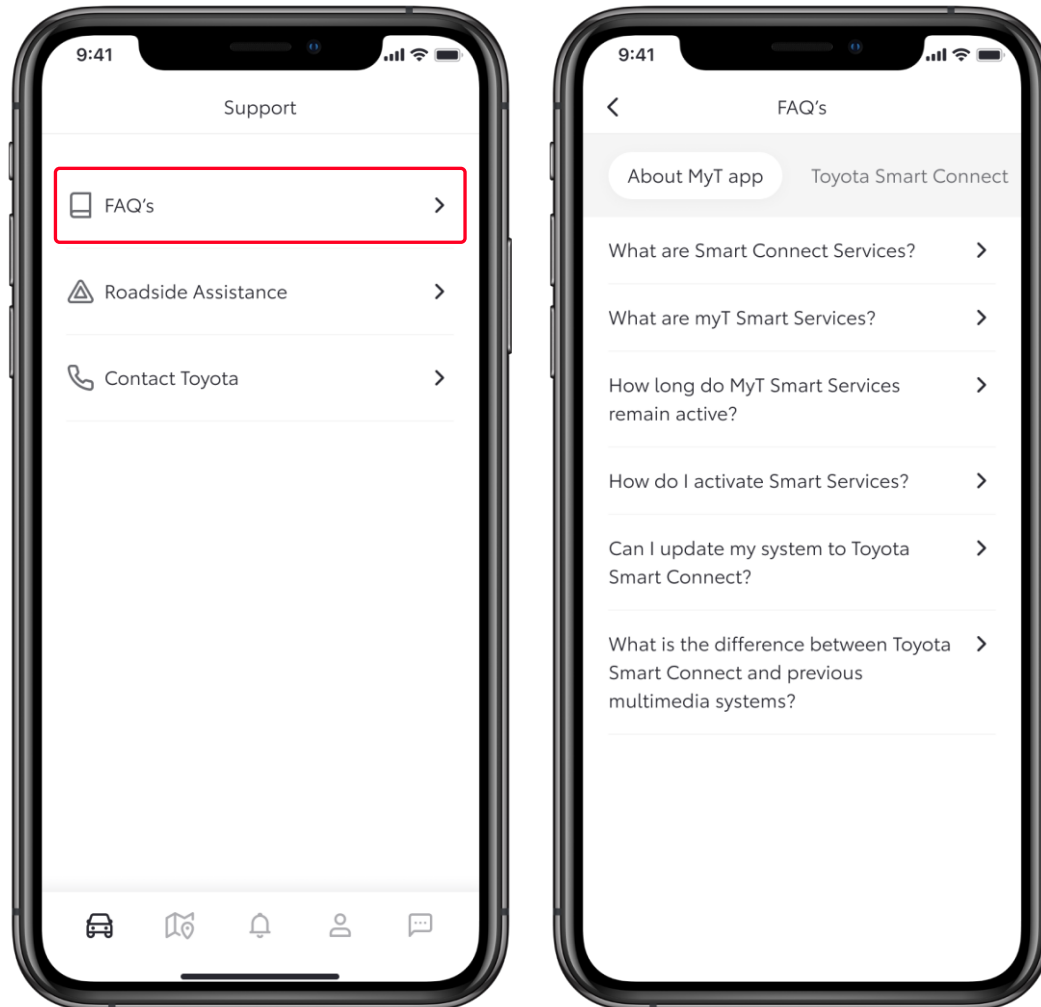 9:41
Support
FAQ's
Roadside Assistance
Contact Toyota
9:41
FAQ's
About MyT app
Toyota Smart Connect
What are Smart Connect Services?
What are myT Smart Services?
How long do MyT Smart Services
remain active?
How do I activate Smart Services?
Can I update my system to Toyota
Smart Connect?
What is the difference between Toyota
Smart Connect and previous
multimedia systems?